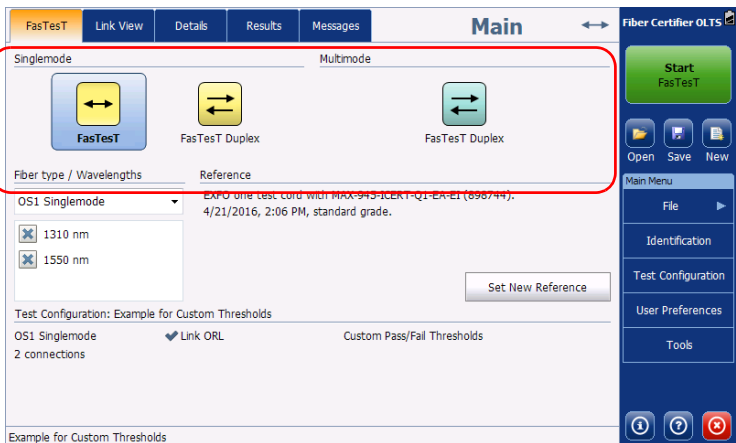 FasTesT Link View Details Results Messages Main Fiber Certifier OLTS
Singlemode Multimode
FasTesT FasTesT Duplex FasTesT Duplex
Fiber type / Wavelengths Reference
OS1 Singlemode
EXFO one test cord with MAX-945-ICERT-Q1-EA-EI (898744).
4/21/2016, 2:06 PM, standard grade.
1310 nm
1550 nm
Set New Reference
Test Configuration: Example for Custom Thresholds
OS1 Singlemode Link ORL Custom Pass/Fail Thresholds
2 connections
Example for Custom Thresholds
Start
FasTesT
Open Save New
Main Menu
File
Identification
Test Configuration
User Preferences
Tools